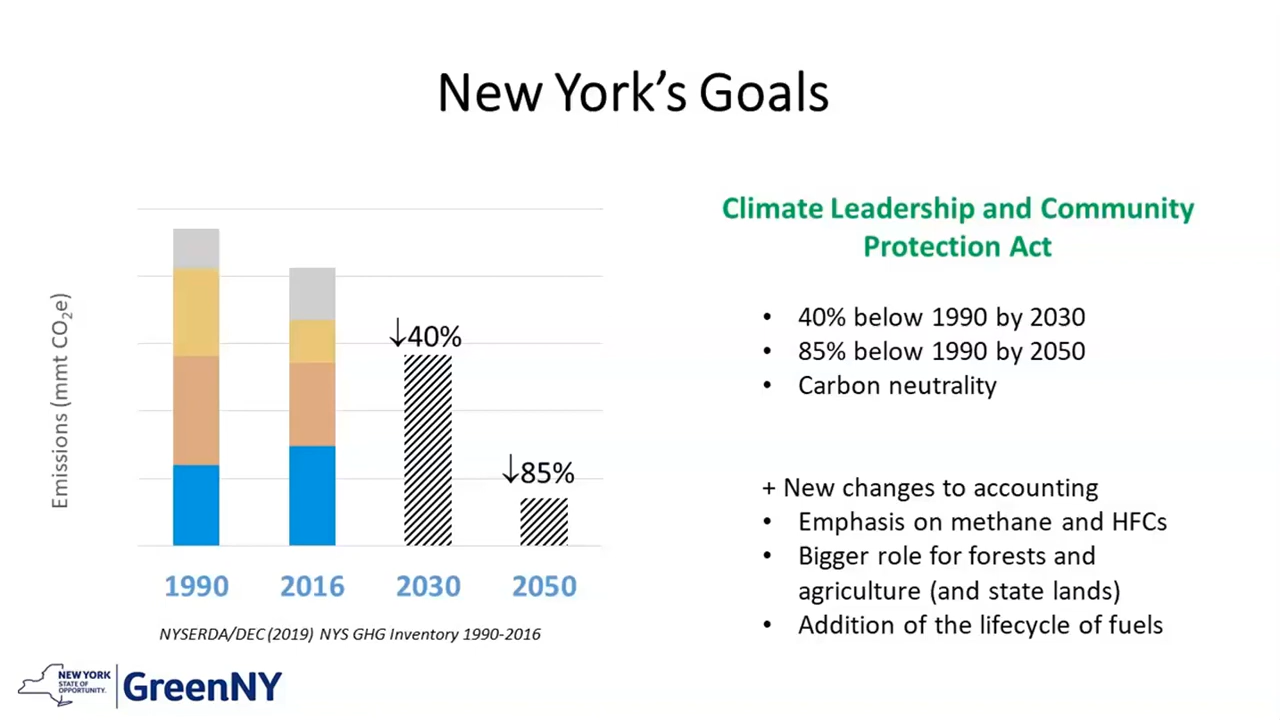 New York’s Goals
Emissions (mmt CO₂e)
↓40%
↓85%
1990 2016 2030 2050
NYSERDA/DEC (2019) NYS GHG Inventory 1990-2016
Climate Leadership and Community
Protection Act
• 40% below 1990 by 2030
• 85% below 1990 by 2050
• Carbon neutrality
+ New changes to accounting
• Emphasis on methane and HFCs
• Bigger role for forests and
agriculture (and state lands)
• Addition of the lifecycle of fuels
NEW YORK
STATE OF
OPPORTUNITY.
GreenNY